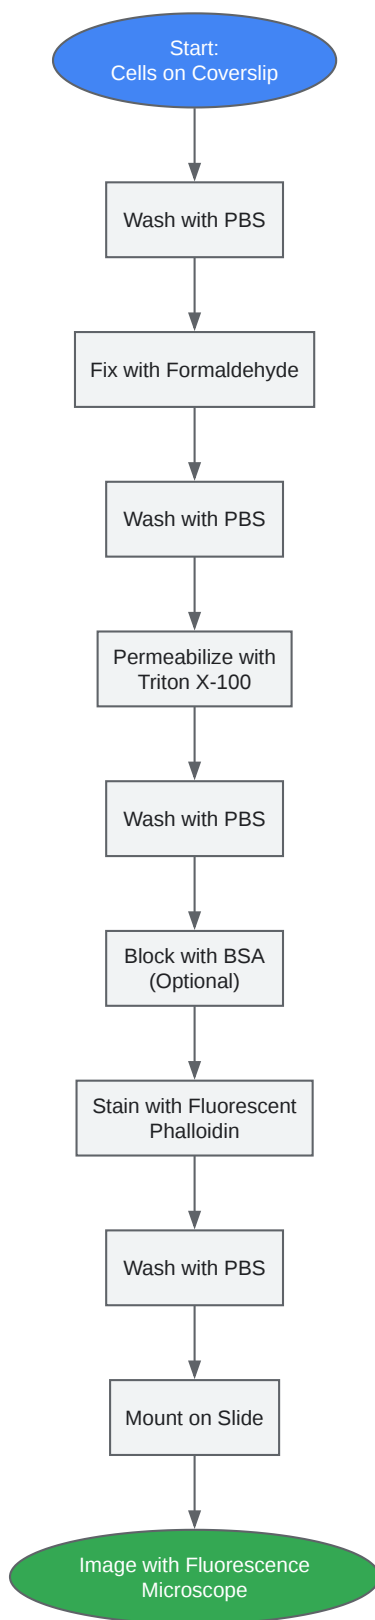 Start:
Cells on Coverslip
Wash with PBS
Fix with Formaldehyde
Wash with PBS
Permeabilize with
Triton X-100
Wash with PBS
Block with BSA
(Optional)
Stain with Fluorescent
Phalloidin
Wash with PBS
Mount on Slide
Image with Fluorescence
Microscope